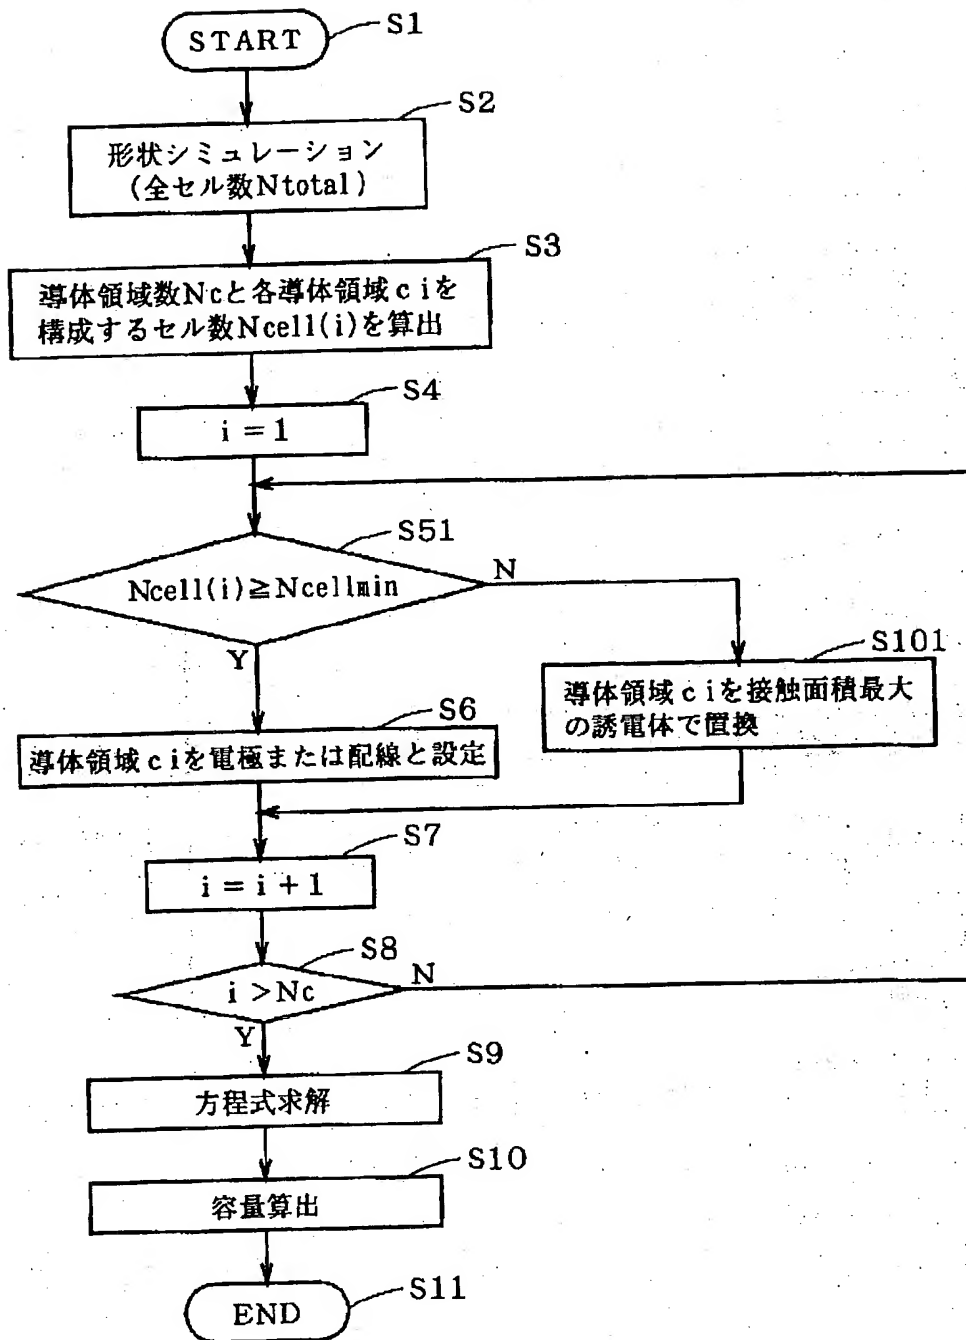 START
S1
S2
形状シミュレーション
(全セル数Ntotal)
S3
導体領域数Ncと各導体領域ciを
構成するセル数Ncell(i)を算出
S4
i=1
S51
Ncell(i)≧Ncellmin
N
Y
S101
導体領域ciを接触面積最大
の誘電体で置換
S6
導体領域ciを電極または配線と設定
S7
i=i+1
S8
i>Nc
N
Y
S9
方程式求解
S10
容量算出
S11
END